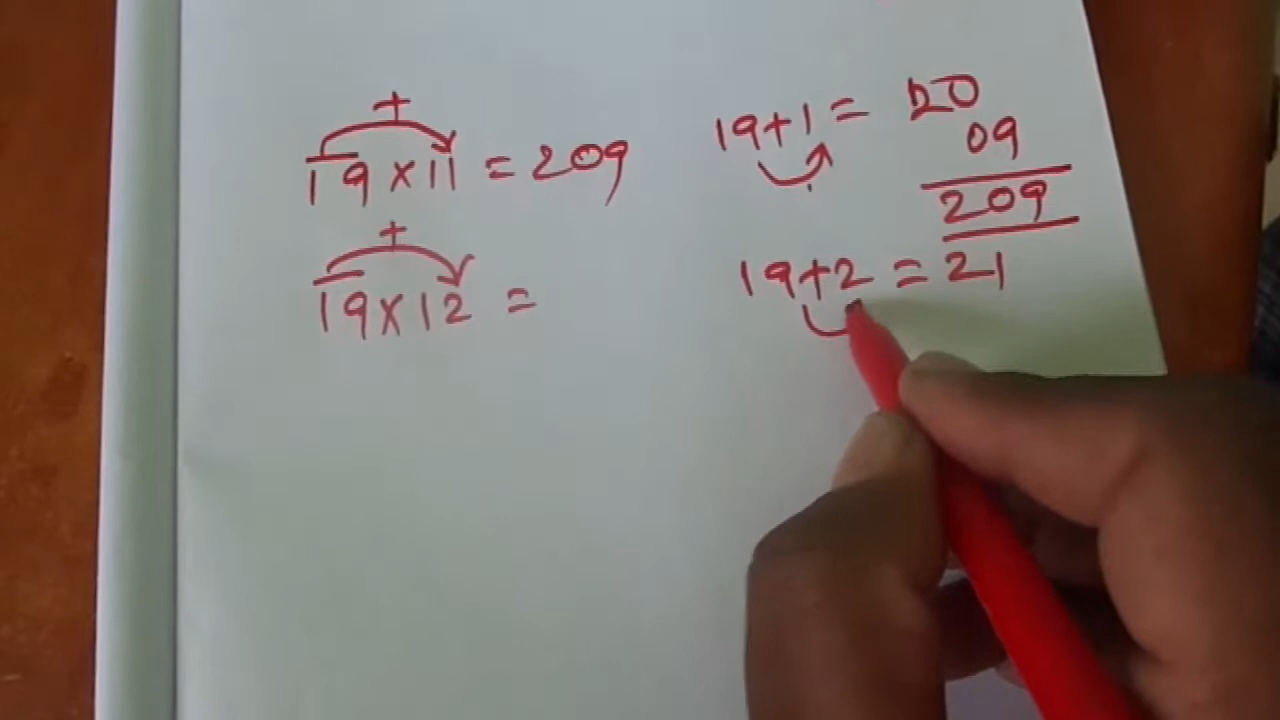 +
19 × 11 = 209
19 + 1 = 20
09
209
+
19 × 12 =
19 + 2 = 21